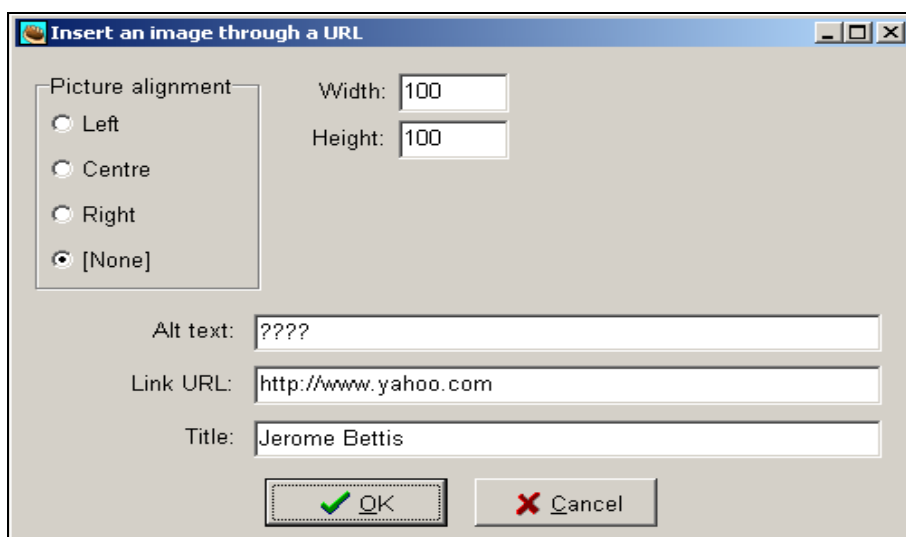 Insert an image through a URL
Picture alignment
Left
Centre
Right
[None]
Width: 100
Height: 100
Alt text: ????
Link URL: http://www.yahoo.com
Title: Jerome Bettis
OK
Cancel